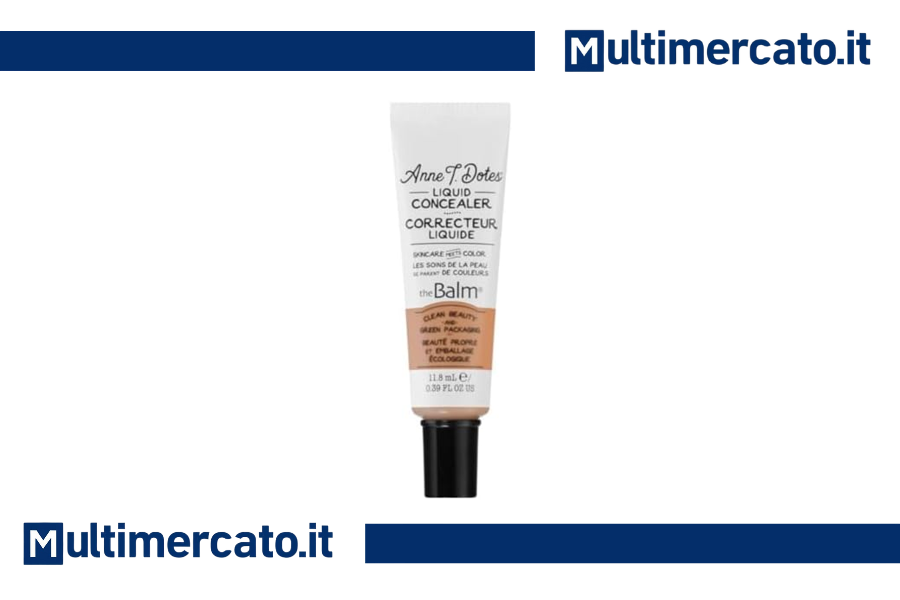 Multimercato.it
Anne T. Dotes
LIQUID
CONCEALER
CORRECTEUR
LIQUIDE
SKINCARE MEETS COLOR
LES SOINS DE LA PEAU
SE PARENT DE COULEURS
theBalm®
CLEAN BEAUTY
AND
GREEN PACKAGING
BEAUTÉ PROPRE
ET EMBALLAGE
ÉCOLOGIQUE
11.8 mL ℮/
0.39 FL OZ US
Multimercato.it